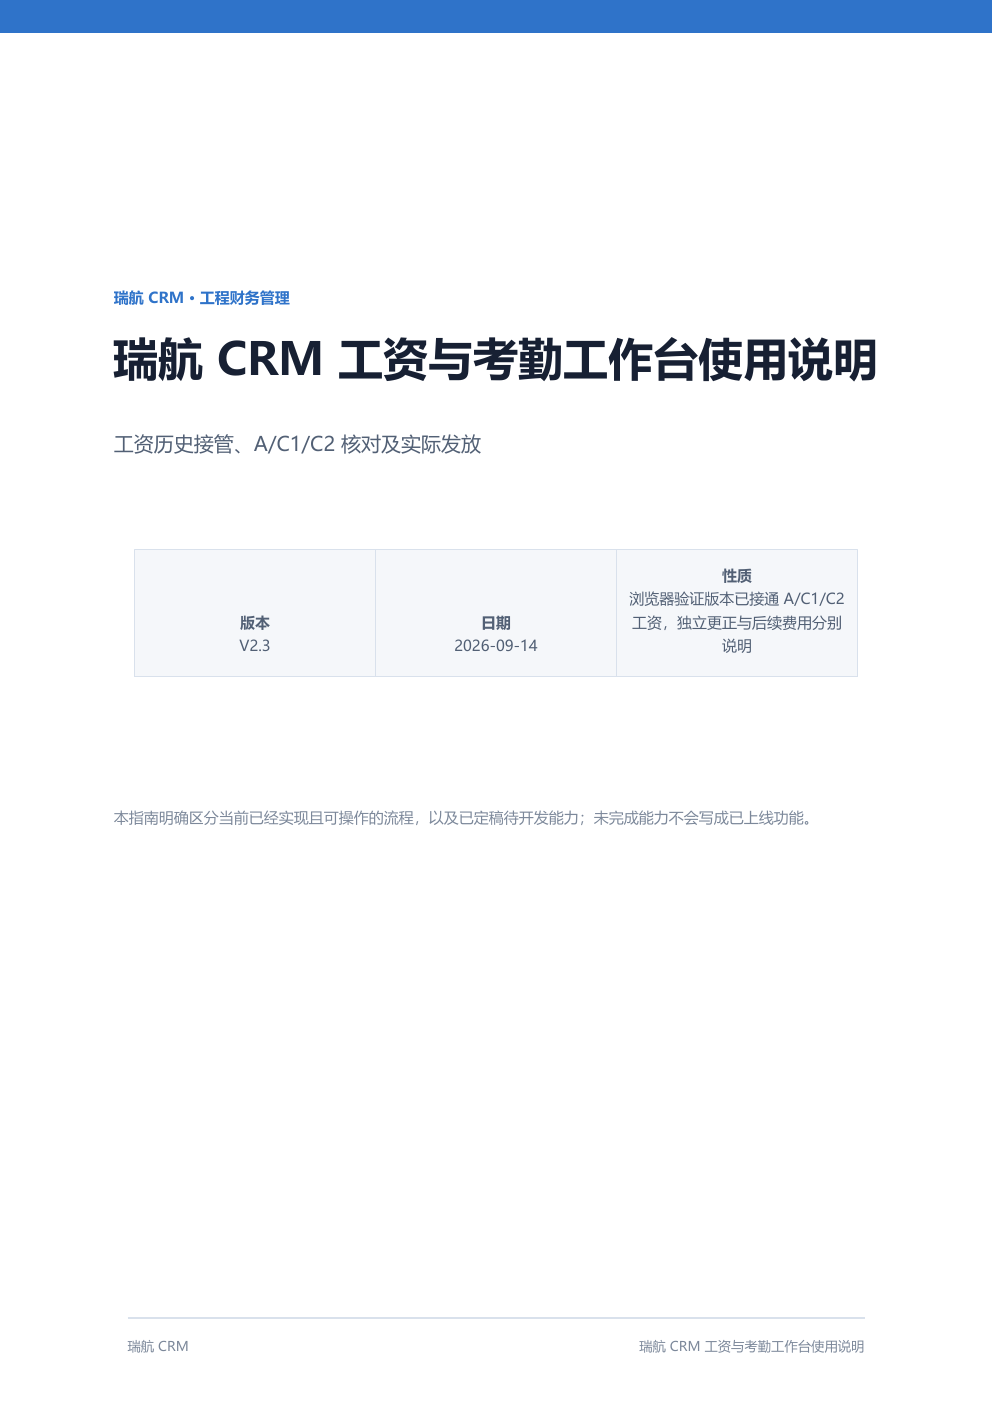 瑞航 CRM • 工程财务管理
瑞航 CRM 工资与考勤工作台使用说明
工资历史接管、A/C1/C2 核对及实际发放
版本
V2.3
日期
2026-09-14
性质
浏览器验证版本已接通 A/C1/C2
工资，独立更正与后续费用分别
说明
本指南明确区分当前已经实现且可操作的流程，以及已定稿待开发能力；未完成能力不会写成已上线功能。
瑞航 CRM
瑞航 CRM 工资与考勤工作台使用说明